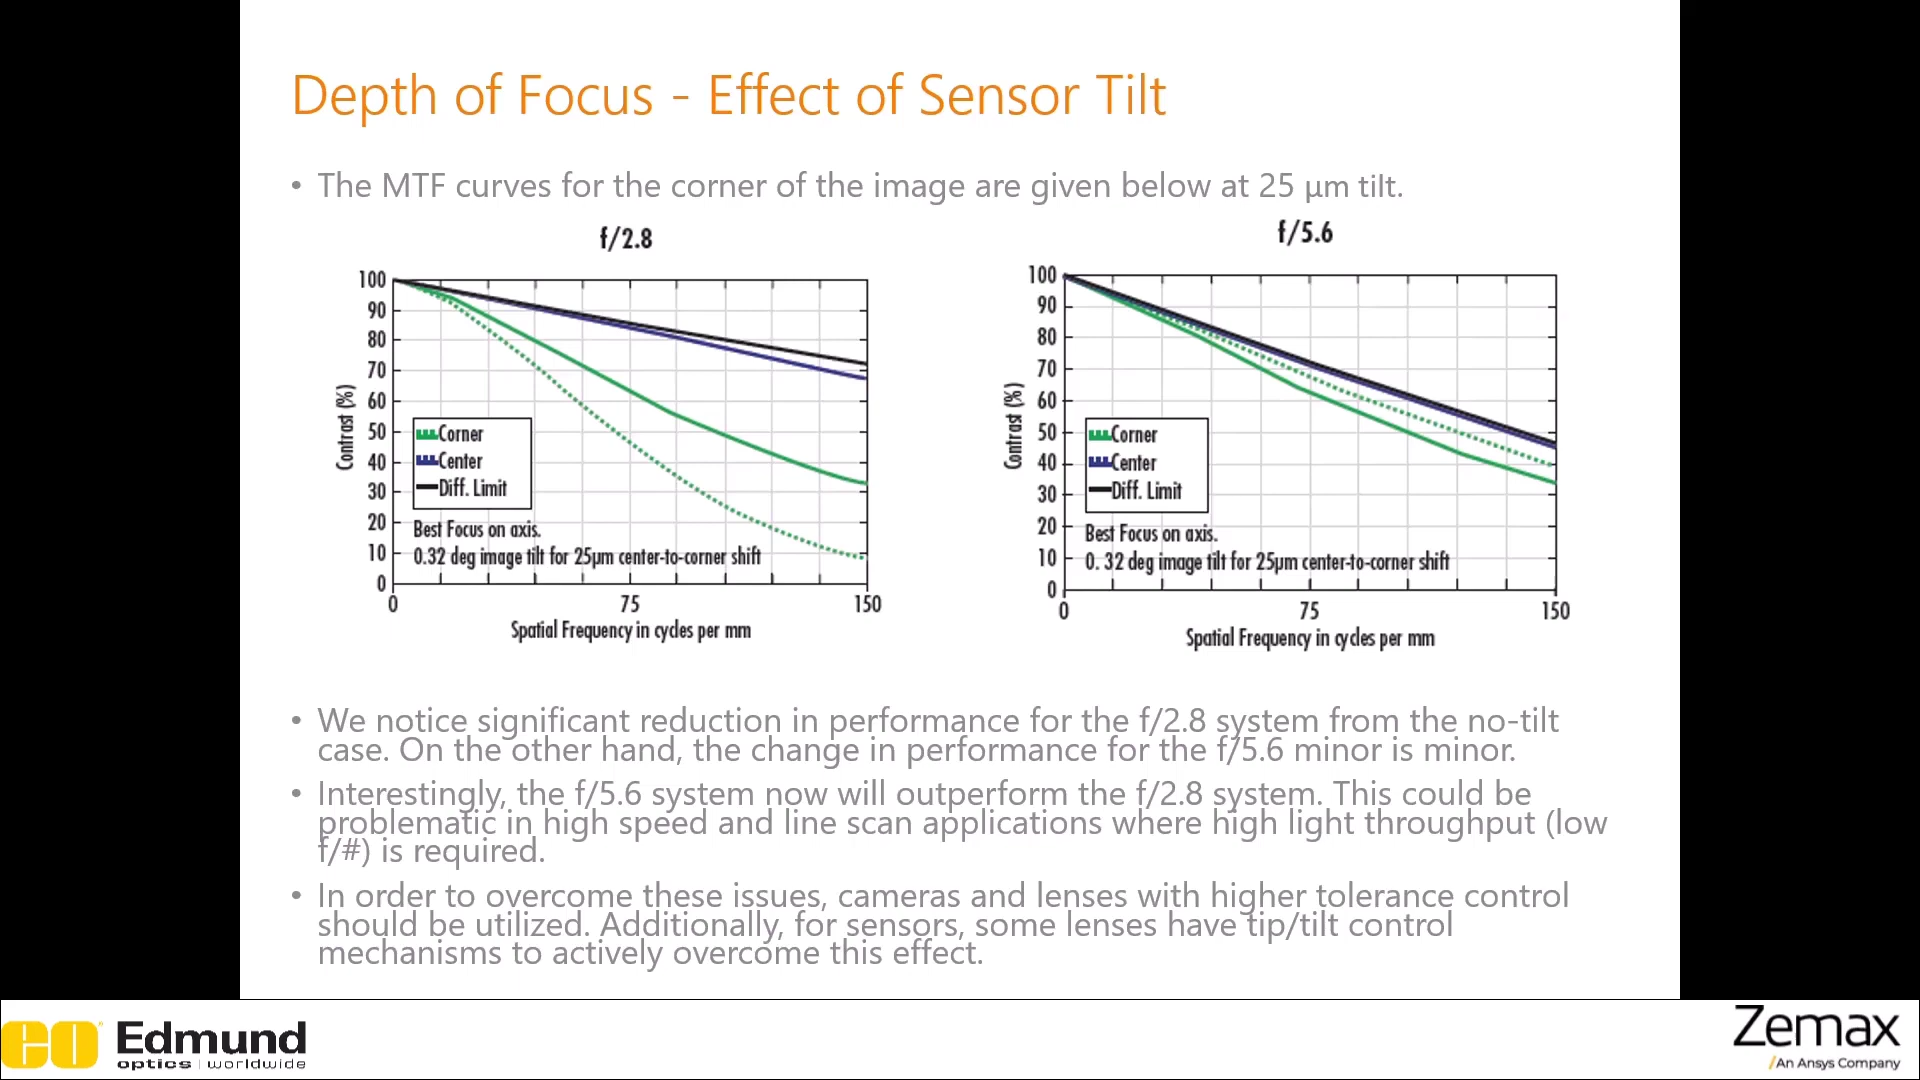 Depth of Focus - Effect of Sensor Tilt
• The MTF curves for the corner of the image are given below at 25 μm tilt.
f/2.8
100
90
80
70
60
50
40
30
20
10
0
Contrast (%)
Corner
Center
Diff. Limit
Best Focus on axis.
0.32 deg image tilt for 25μm center-to-corner shift
0
75
150
Spatial Frequency in cycles per mm
f/5.6
100
90
80
70
60
50
40
30
20
10
0
Contrast (%)
Corner
Center
Diff. Limit
Best Focus on axis.
0. 32 deg image tilt for 25μm center-to-corner shift
0
75
150
Spatial Frequency in cycles per mm
• We notice significant reduction in performance for the f/2.8 system from the no-tilt
case. On the other hand, the change in performance for the f/5.6 minor is minor.
• Interestingly, the f/5.6 system now will outperform the f/2.8 system. This could be
problematic in high speed and line scan applications where high light throughput (low
f/#) is required.
• In order to overcome these issues, cameras and lenses with higher tolerance control
should be utilized. Additionally, for sensors, some lenses have tip/tilt control
mechanisms to actively overcome this effect.
EO Edmund
optics | worldwide
Zemax
/An Ansys Company